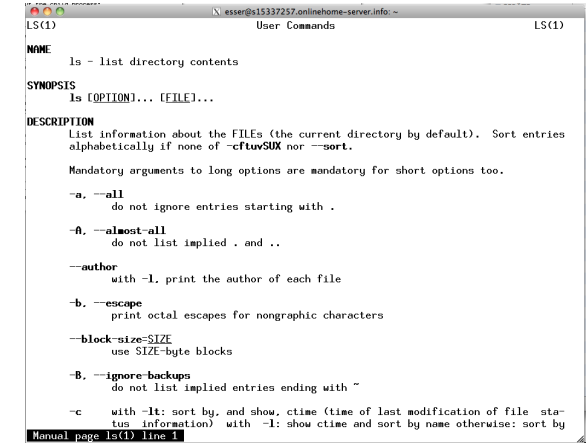 of the child process:
esser@s15337257.onlinehome-server.info: ~
LS(1) User Commands LS(1)
NAME
ls - list directory contents
SYNOPSIS
ls [OPTION]... [FILE]...
DESCRIPTION
List information about the FILEs (the current directory by default). Sort entries
alphabetically if none of -cftuvSUX nor --sort.
Mandatory arguments to long options are mandatory for short options too.
-a, --all
do not ignore entries starting with .
-A, --almost-all
do not list implied . and ..
--author
with -l, print the author of each file
-b, --escape
print octal escapes for nongraphic characters
--block-size=SIZE
use SIZE-byte blocks
-B, --ignore-backups
do not list implied entries ending with ~
-c with -lt: sort by, and show, ctime (time of last modification of file sta-
tus information) with -l: show ctime and sort by name otherwise: sort by
Manual page ls(1) line 1